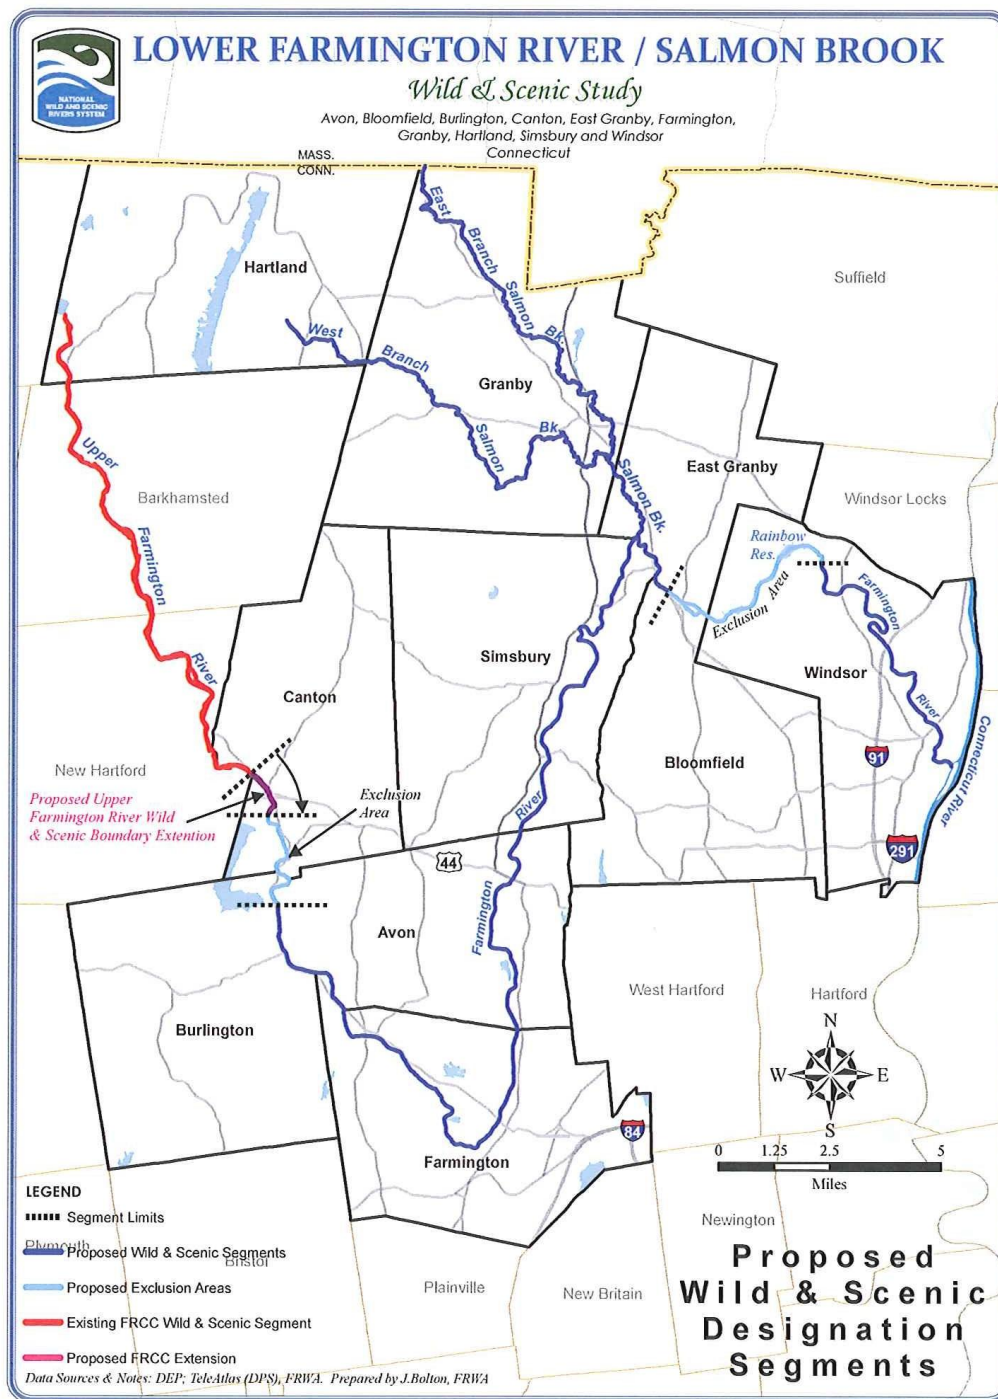 NATIONAL
WILD AND SCENIC
RIVERS SYSTEM
LOWER FARMINGTON RIVER / SALMON BROOK
Wild & Scenic Study
Avon, Bloomfield, Burlington, Canton, East Granby, Farmington,
Granby, Hartland, Simsbury and Windsor
Connecticut
MASS.
CONN.
East
Branch
Salmon
Bk.
Hartland
Suffield
West
Branch
Salmon
Bk.
Granby
Salmon Bk.
East Granby
Windsor Locks
Upper
Farmington
River
Barkhamsted
Rainbow
Res.
Exclusion Area
Farmington
River
Simsbury
Windsor
Canton
Connecticut River
91
Bloomfield
New Hartford
Proposed Upper
Farmington River Wild
& Scenic Boundary Extention
Exclusion
Area
River
291
44
Farmington
Avon
West Hartford
Hartford
Burlington
N
W
E
S
84
Farmington
0
1.25
2.5
5
Miles
Newington
LEGEND
Segment Limits
Plymouth
Proposed Wild & Scenic Segments
Bristol
Proposed Exclusion Areas
Plainville
New Britain
Existing FRCC Wild & Scenic Segment
Proposed FRCC Extension
Proposed
Wild & Scenic
Designation
Segments
Data Sources & Notes: DEP; TeleAtlas (DPS), FRWA. Prepared by J.Bolton, FRWA